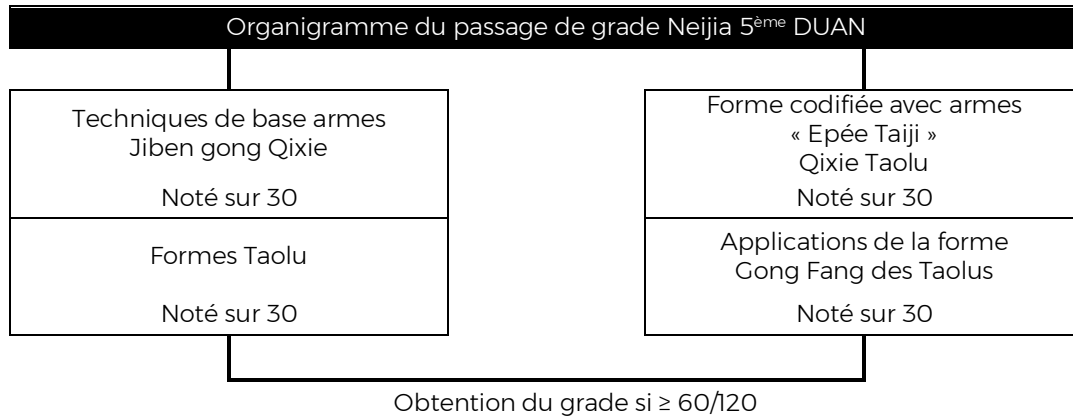 Organigramme du passage de grade Neijia 5ème DUAN
Techniques de base armes
Jiben gong Qixie
Noté sur 30
Formes Taolu
Noté sur 30
Forme codifiée avec armes
« Epée Taiji »
Qixie Taolu
Noté sur 30
Applications de la forme
Gong Fang des Taolus
Noté sur 30
Obtention du grade si ≥ 60/120